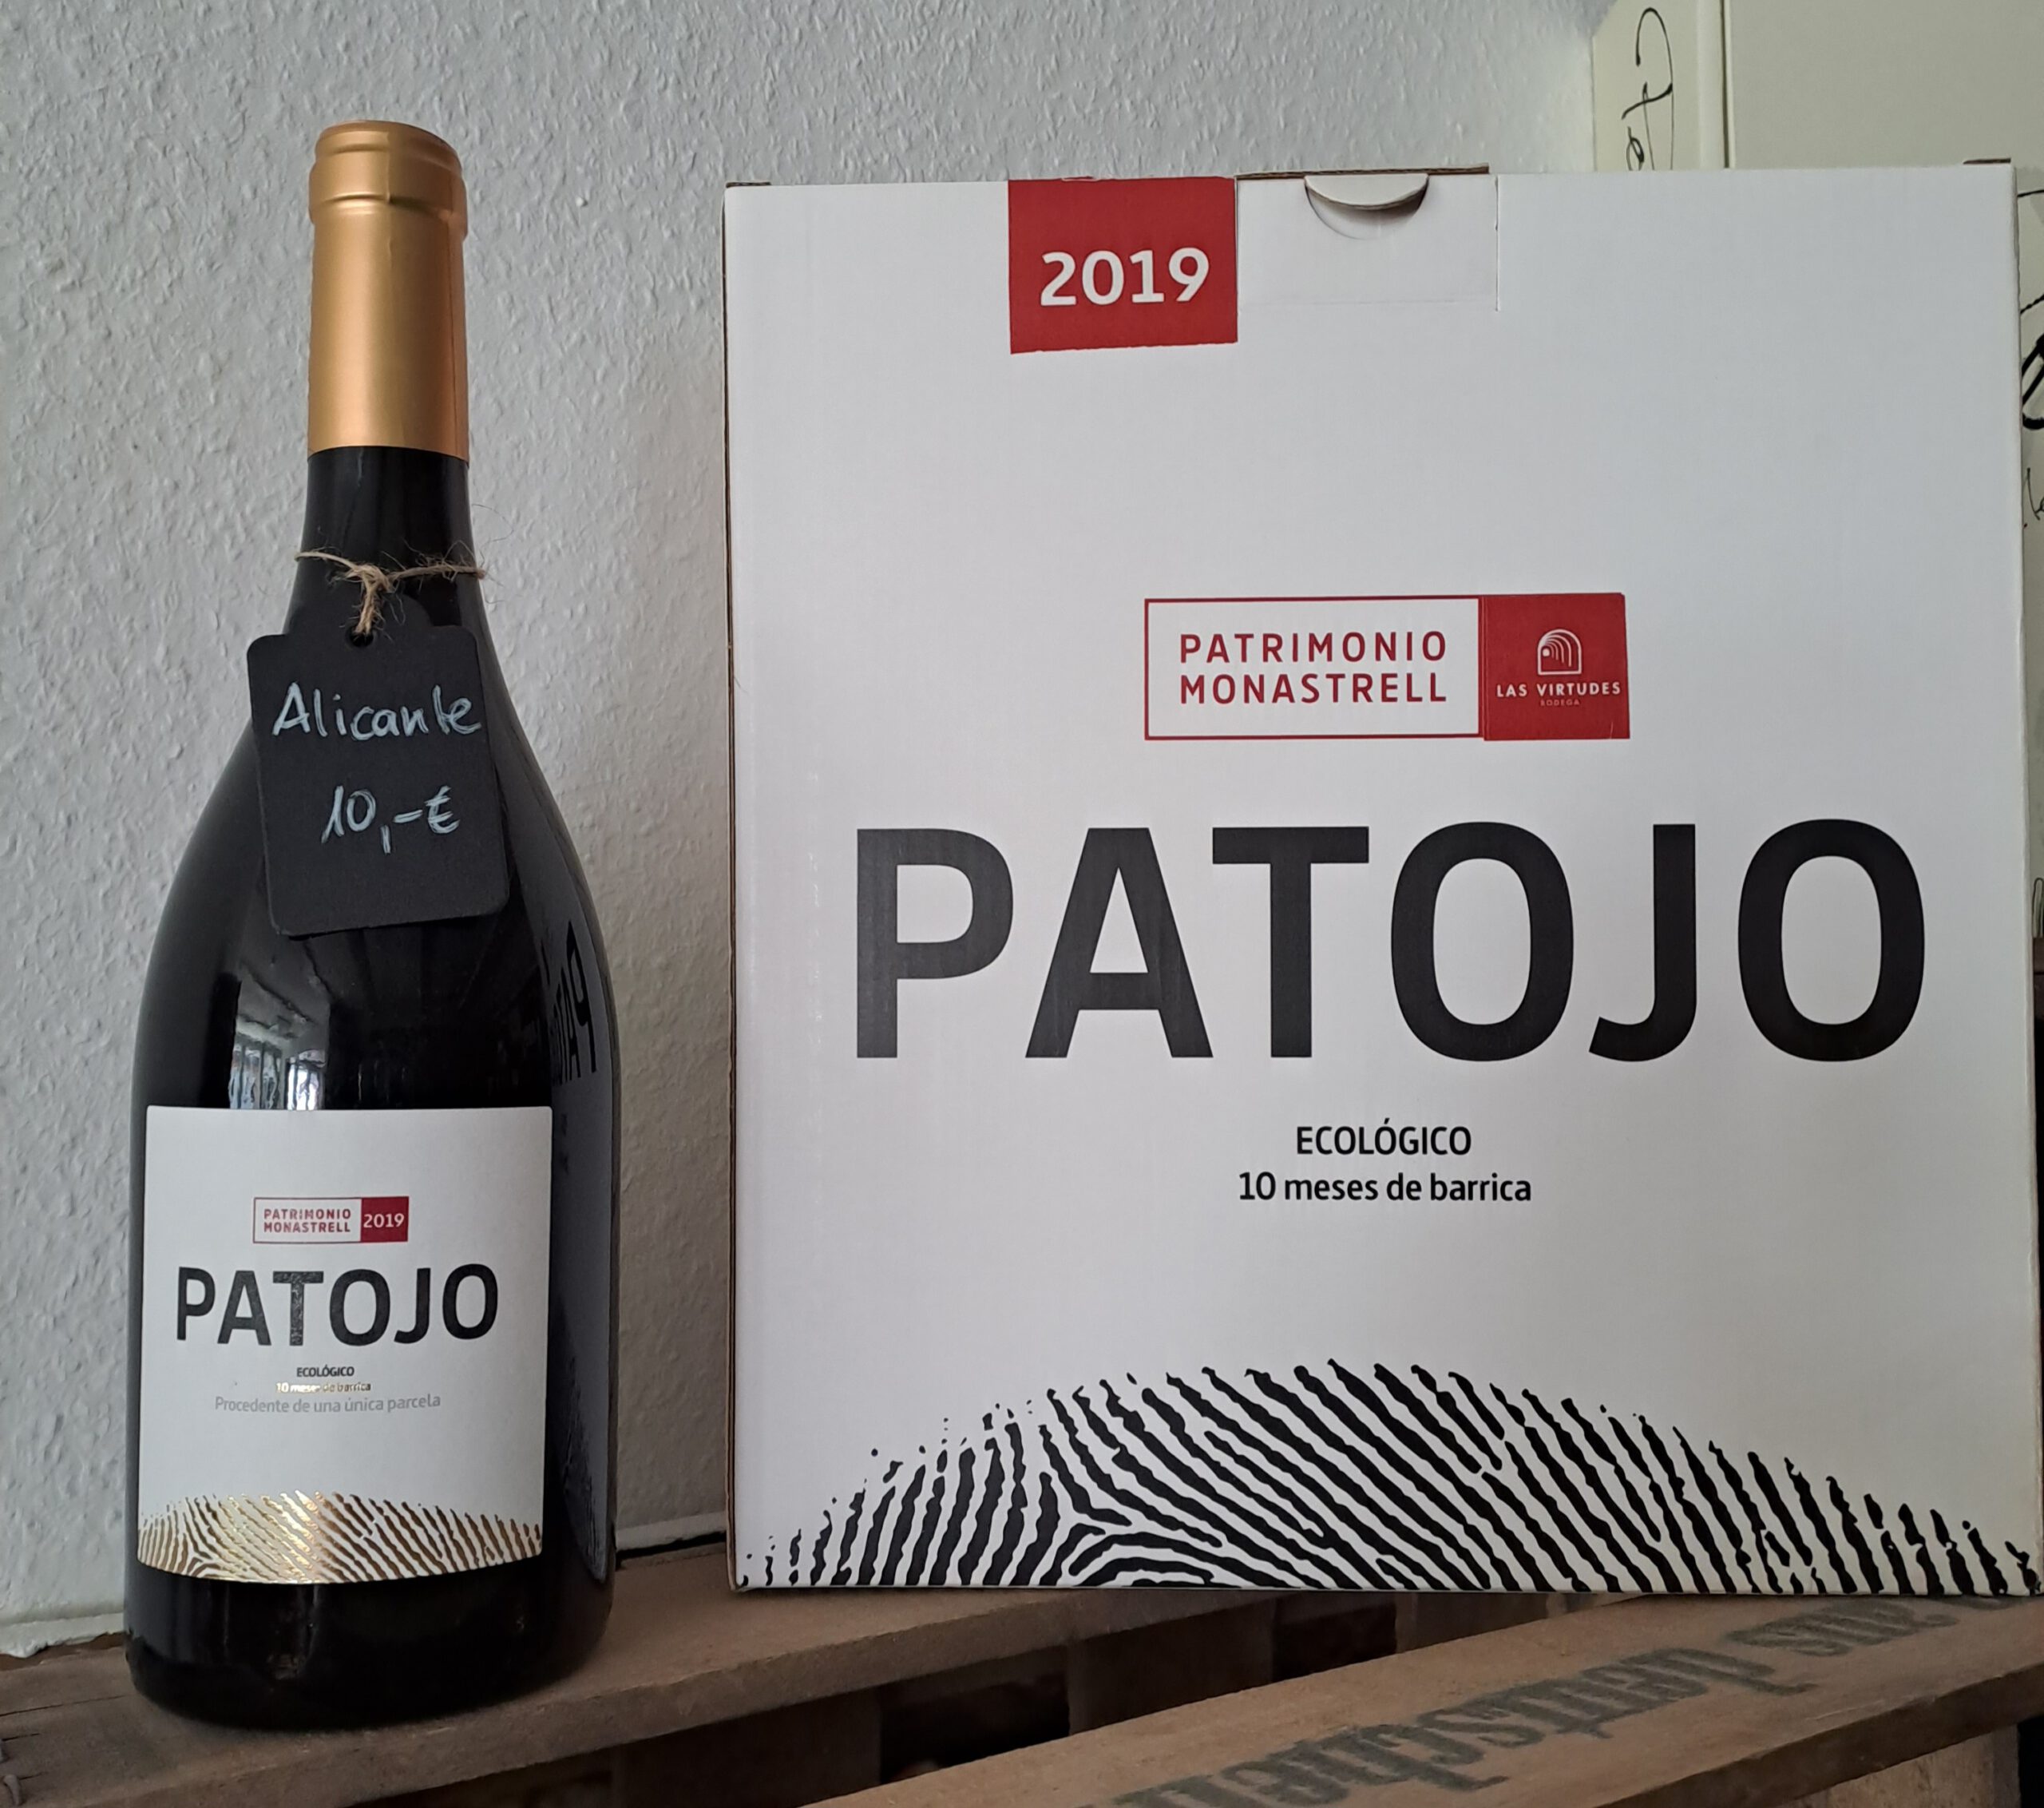 Alicante
10,-€
PATRIMONIO
MONASTRELL
2019
PATOJO
ECOLÓGICO
10 meses de barrica
Procedente de una única parcela
2019
PATRIMONIO
MONASTRELL
LAS VIRTUDES
BODEGA
PATOJO
ECOLÓGICO
10 meses de barrica